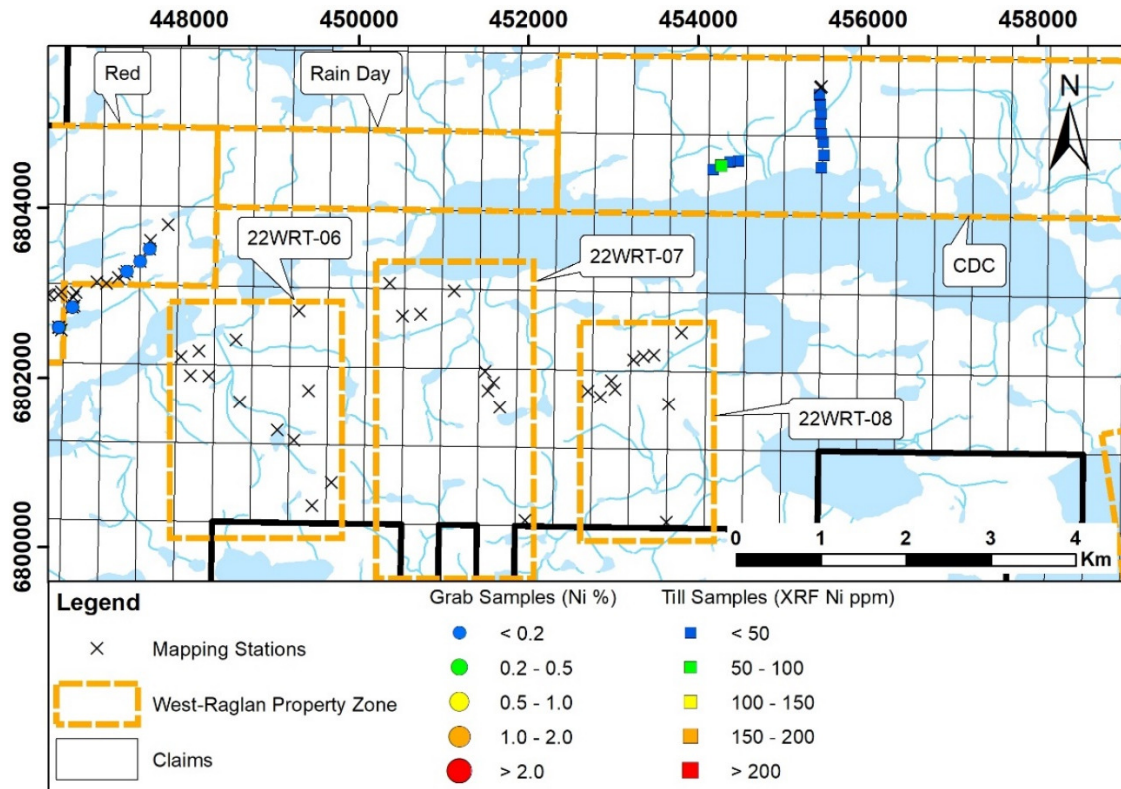 448000 450000 452000 454000 456000 458000
Red
Rain Day
N
6804000
22WRT-06
22WRT-07
CDC
6802000
22WRT-08
6800000
0 1 2 3 4
Km
Legend
Mapping Stations
West-Raglan Property Zone
Claims
Grab Samples (Ni %)
< 0.2
0.2 - 0.5
0.5 - 1.0
1.0 - 2.0
> 2.0
Till Samples (XRF Ni ppm)
< 50
50 - 100
100 - 150
150 - 200
> 200